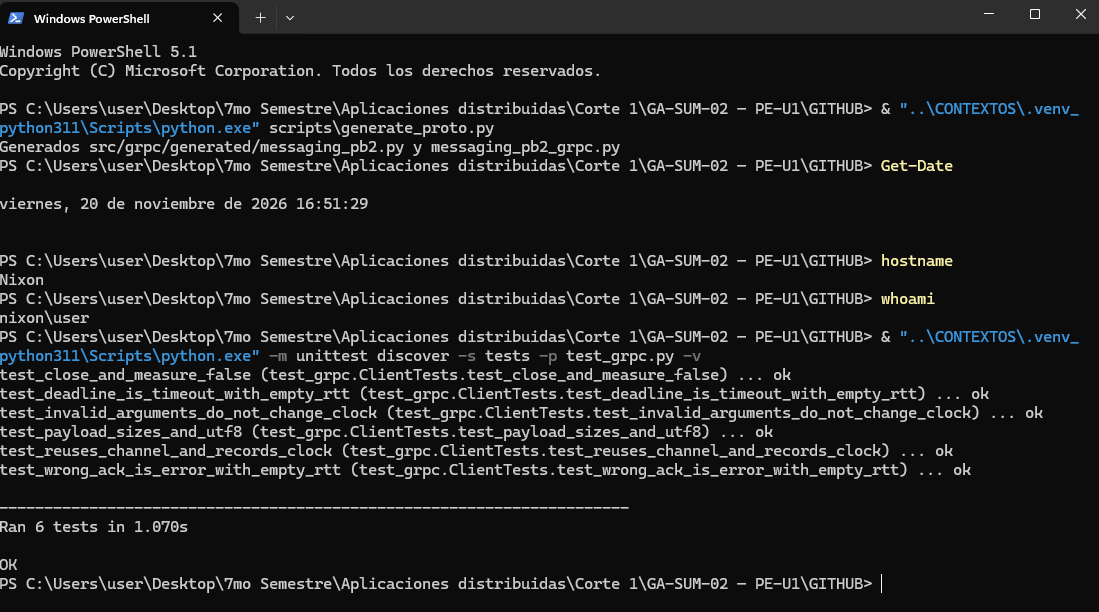 Windows PowerShell
Windows PowerShell 5.1
Copyright (C) Microsoft Corporation. Todos los derechos reservados.
PS C:\Users\user\Desktop\7mo Semestre\Aplicaciones distribuidas\Corte 1\GA-SUM-02 - PE-U1\GITHUB> & "..\CONTEXTOS\.venv_
python311\Scripts\python.exe" scripts\generate_proto.py
Generados src/grpc/generated/messaging_pb2.py y messaging_pb2_grpc.py
PS C:\Users\user\Desktop\7mo Semestre\Aplicaciones distribuidas\Corte 1\GA-SUM-02 - PE-U1\GITHUB> Get-Date
viernes, 20 de noviembre de 2026 16:51:29
PS C:\Users\user\Desktop\7mo Semestre\Aplicaciones distribuidas\Corte 1\GA-SUM-02 - PE-U1\GITHUB> hostname
Nixon
PS C:\Users\user\Desktop\7mo Semestre\Aplicaciones distribuidas\Corte 1\GA-SUM-02 - PE-U1\GITHUB> whoami
nixon\user
PS C:\Users\user\Desktop\7mo Semestre\Aplicaciones distribuidas\Corte 1\GA-SUM-02 - PE-U1\GITHUB> & "..\CONTEXTOS\.venv_
python311\Scripts\python.exe" -m unittest discover -s tests -p test_grpc.py -v
test_close_and_measure_false (test_grpc.ClientTests.test_close_and_measure_false) ... ok
test_deadline_is_timeout_with_empty_rtt (test_grpc.ClientTests.test_deadline_is_timeout_with_empty_rtt) ... ok
test_invalid_arguments_do_not_change_clock (test_grpc.ClientTests.test_invalid_arguments_do_not_change_clock) ... ok
test_payload_sizes_and_utf8 (test_grpc.ClientTests.test_payload_sizes_and_utf8) ... ok
test_reuses_channel_and_records_clock (test_grpc.ClientTests.test_reuses_channel_and_records_clock) ... ok
test_wrong_ack_is_error_with_empty_rtt (test_grpc.ClientTests.test_wrong_ack_is_error_with_empty_rtt) ... ok
----------------------------------------------------------------------
Ran 6 tests in 1.070s
OK
PS C:\Users\user\Desktop\7mo Semestre\Aplicaciones distribuidas\Corte 1\GA-SUM-02 - PE-U1\GITHUB>